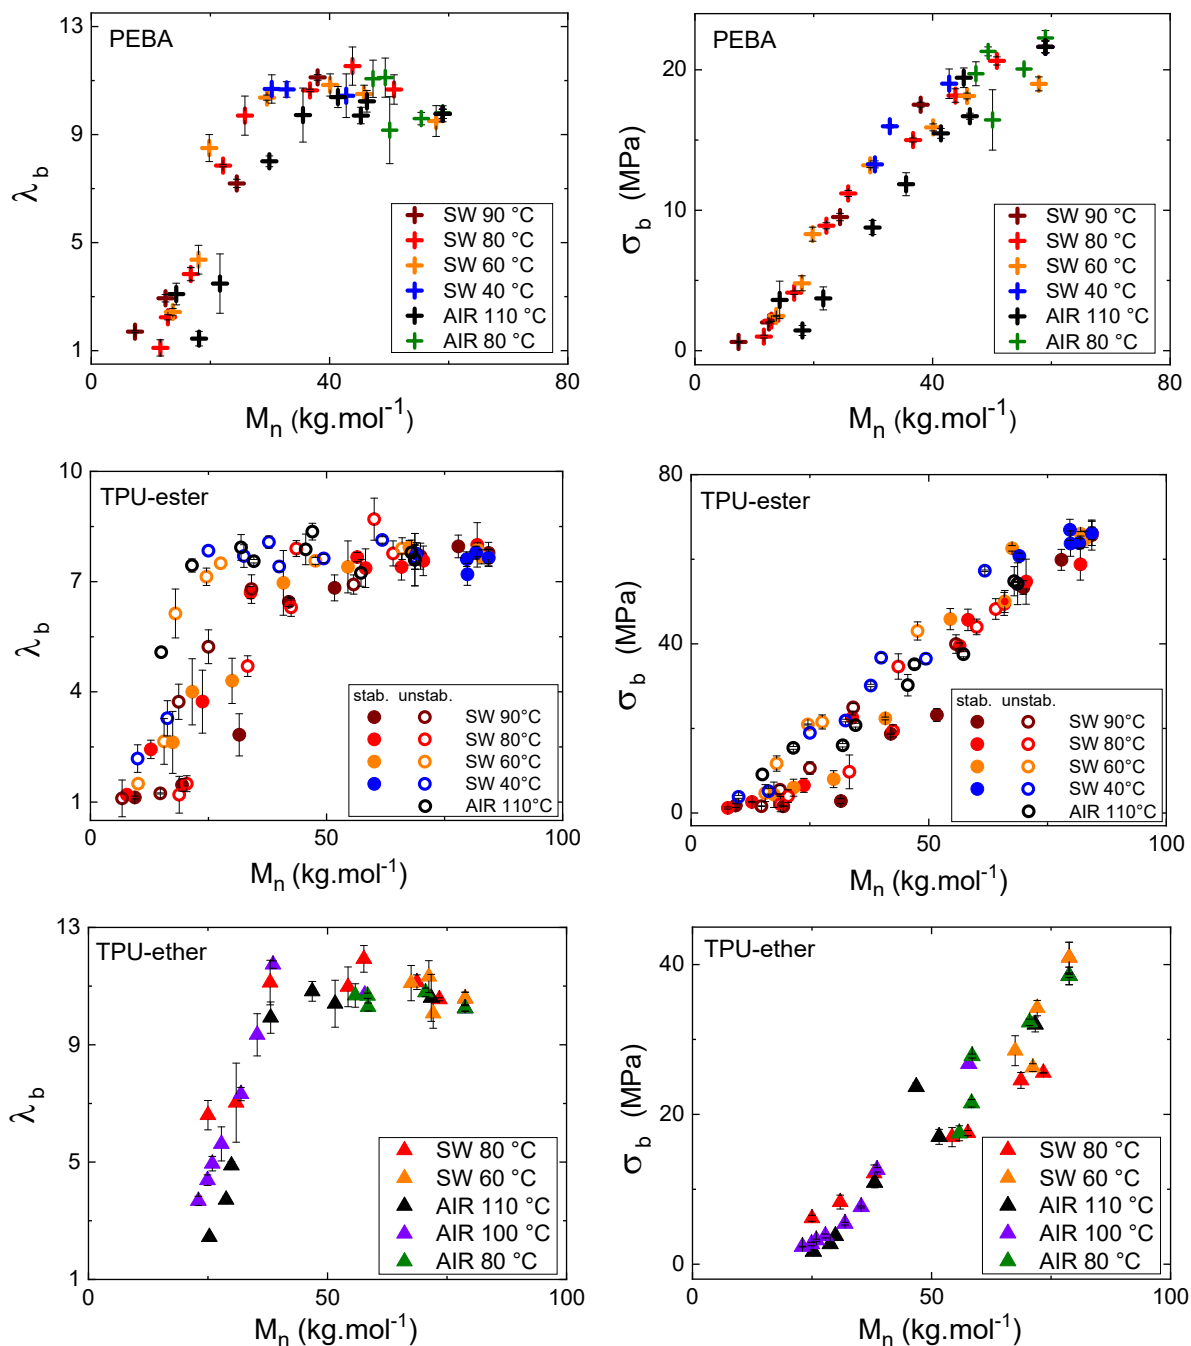 PEBA
13
9
5
1
λb
0
40
80
Mn (kg.mol-1)
SW 90 °C
SW 80 °C
SW 60 °C
SW 40 °C
AIR 110 °C
AIR 80 °C
PEBA
20
10
0
σb (MPa)
0
40
80
Mn (kg.mol-1)
SW 90 °C
SW 80 °C
SW 60 °C
SW 40 °C
AIR 110 °C
AIR 80 °C
TPU-ester
10
7
4
1
λb
0
50
100
Mn (kg.mol-1)
stab. unstab.
SW 90°C
SW 80°C
SW 60°C
SW 40°C
AIR 110°C
TPU-ester
80
40
0
σb (MPa)
0
50
100
Mn (kg.mol-1)
stab. unstab.
SW 90°C
SW 80°C
SW 60°C
SW 40°C
AIR 110°C
TPU-ether
13
9
5
1
λb
0
50
100
Mn (kg.mol-1)
SW 80 °C
SW 60 °C
AIR 110 °C
AIR 100 °C
AIR 80 °C
TPU-ether
40
20
0
σb (MPa)
0
50
100
Mn (kg.mol-1)
SW 80 °C
SW 60 °C
AIR 110 °C
AIR 100 °C
AIR 80 °C